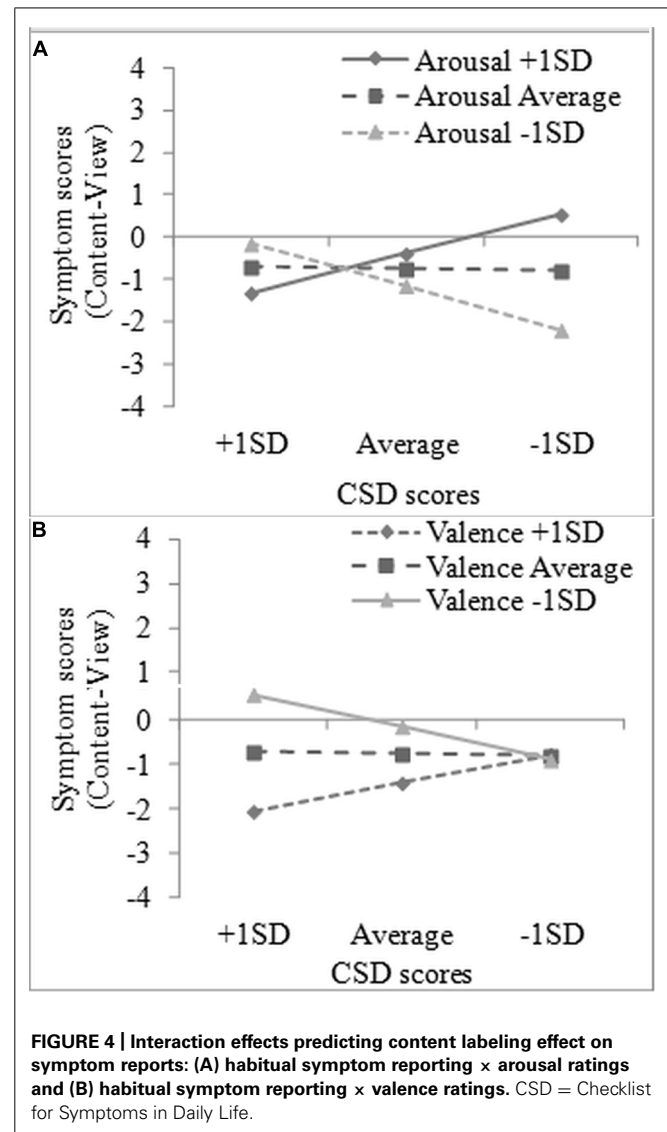 A
Arousal +1SD
Arousal Average
Arousal -1SD
4
3
2
1
0
-1
-2
-3
-4
Symptom scores
(Content-View)
+1SD Average -1SD
CSD scores
B
Valence +1SD
Valence Average
Valence -1SD
4
3
2
1
0
-1
-2
-3
-4
Symptom scores
(Content-View)
+1SD Average -1SD
CSD scores
FIGURE 4 | Interaction effects predicting content labeling effect on
symptom reports: (A) habitual symptom reporting × arousal ratings
and (B) habitual symptom reporting × valence ratings. CSD = Checklist
for Symptoms in Daily Life.